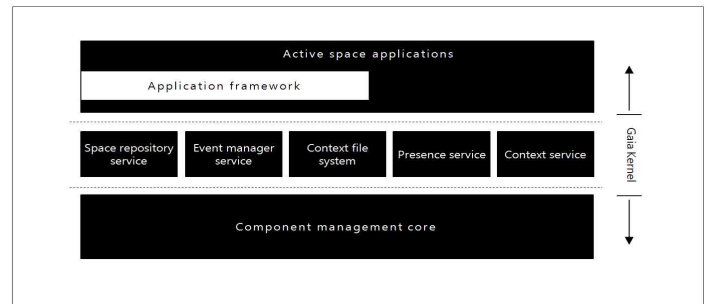 Active space applications
Application framework
Space repository
service
Event manager
service
Context file
system
Presence service
Context service
Gaia Kernel
Component management core